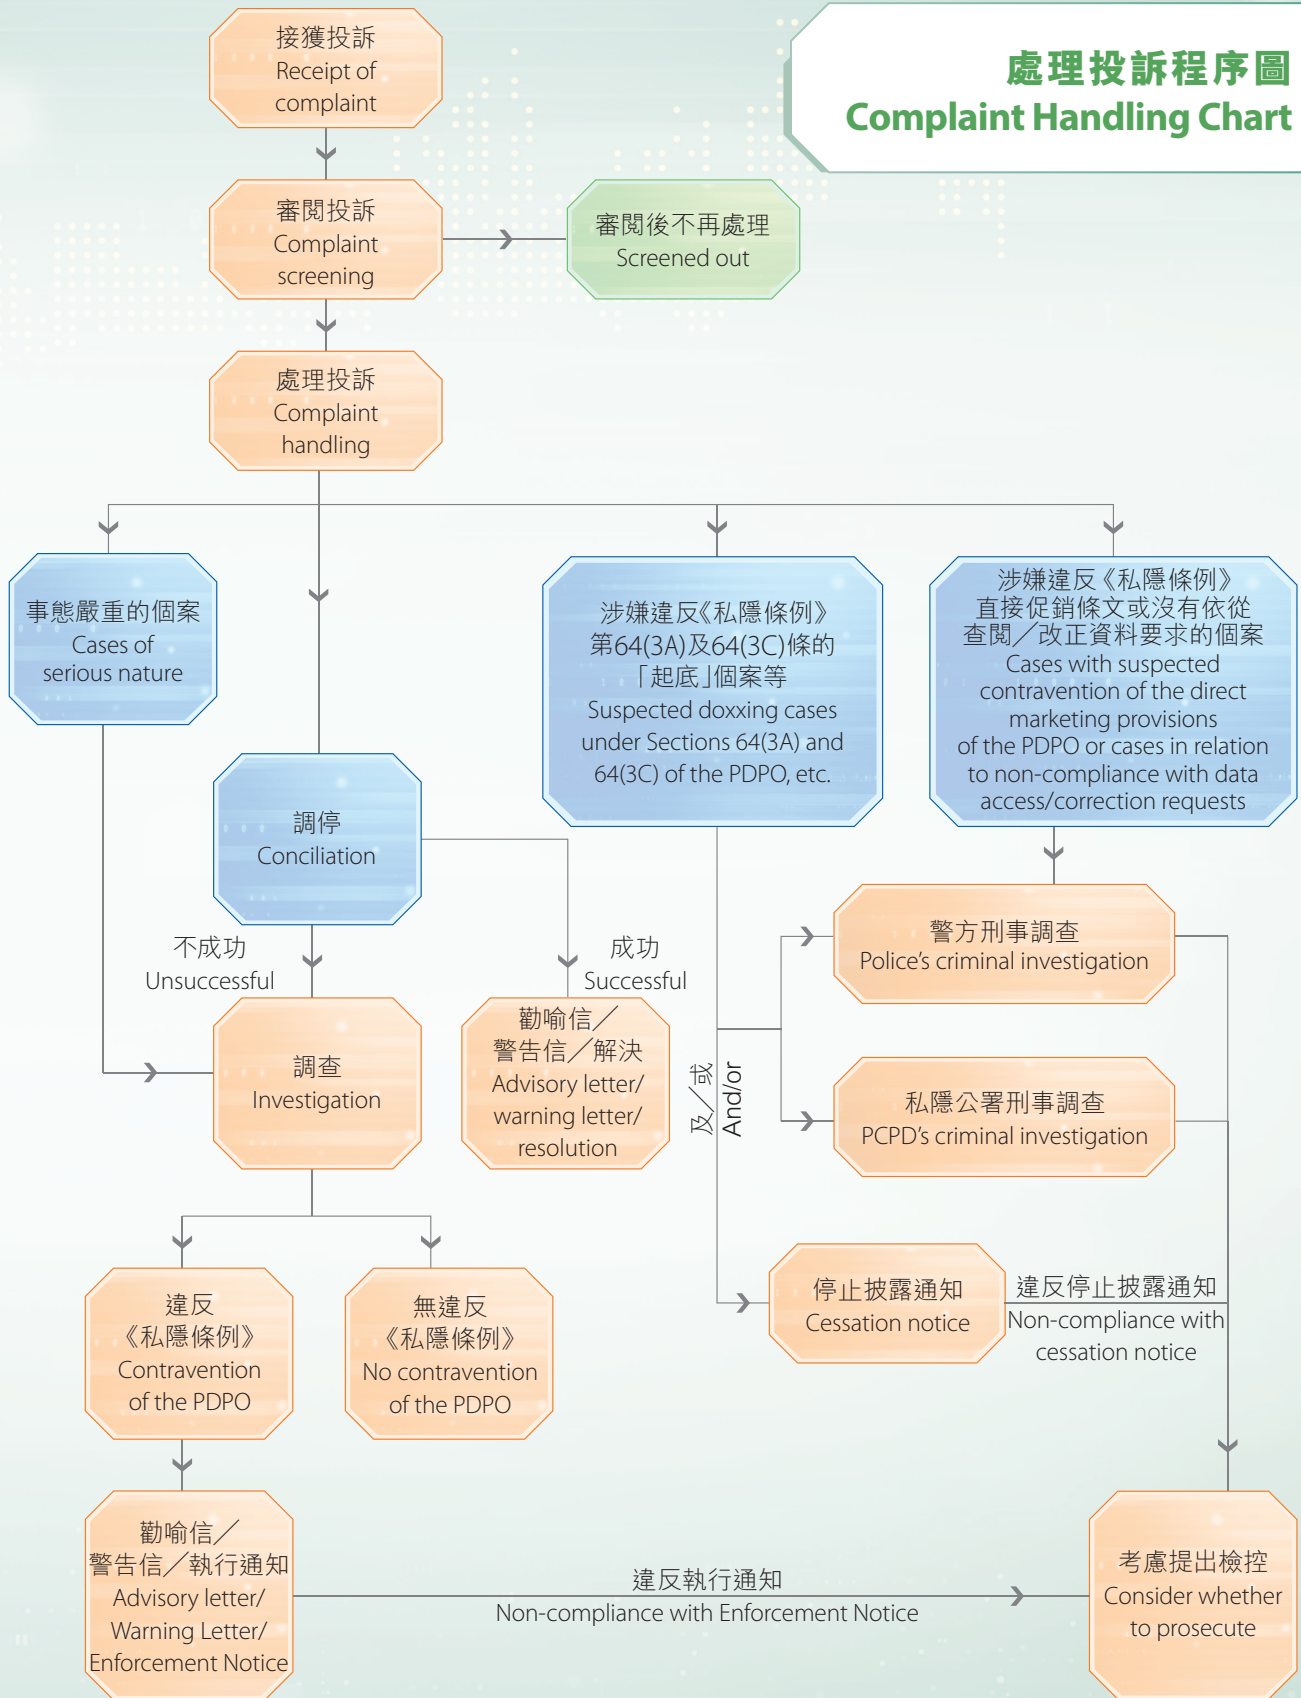 處理投訴程序圖
Complaint Handling Chart
接獲投訴
Receipt of
complaint
審閱投訴
Complaint
screening
審閱後不再處理
Screened out
處理投訴
Complaint
handling
事態嚴重的個案
Cases of
serious nature
調停
Conciliation
涉嫌違反《私隱條例》
第64(3A)及64(3C)條的
「起底」個案等
Suspected doxxing cases
under Sections 64(3A) and
64(3C) of the PDPO, etc.
涉嫌違反《私隱條例》
直接促銷條文或沒有依從
查閱／改正資料要求的個案
Cases with suspected
contravention of the direct
marketing provisions
of the PDPO or cases in relation
to non-compliance with data
access/correction requests
不成功
Unsuccessful
成功
Successful
調查
Investigation
勸喻信／
警告信／解決
Advisory letter/
warning letter/
resolution
及／或
And/or
警方刑事調查
Police's criminal investigation
私隱公署刑事調查
PCPD's criminal investigation
停止披露通知
Cessation notice
違反停止披露通知
Non-compliance with
cessation notice
違反
《私隱條例》
Contravention
of the PDPO
無違反
《私隱條例》
No contravention
of the PDPO
勸喻信／
警告信／執行通知
Advisory letter/
Warning Letter/
Enforcement Notice
違反執行通知
Non-compliance with Enforcement Notice
考慮提出檢控
Consider whether
to prosecute